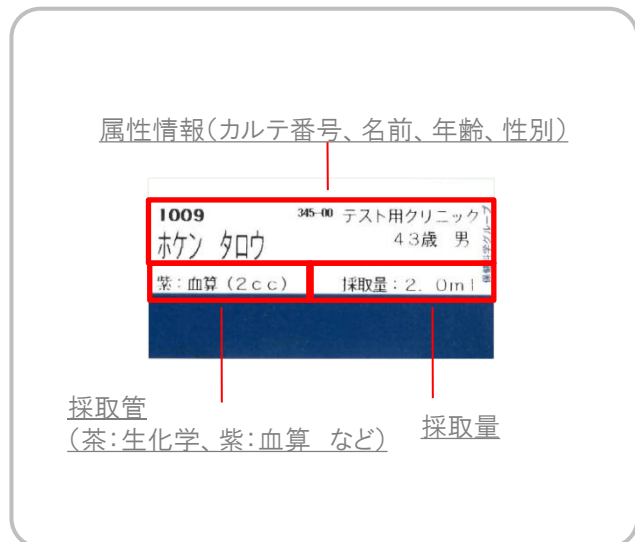 属性情報(カルテ番号、名前、年齢、性別)
1009 345-00 テスト用クリニック
ホケン タロウ 43歳 男
紫:血算(2cc) 採取量:2.0ml
採取管
(茶:生化学、紫:血算 など)
採取量